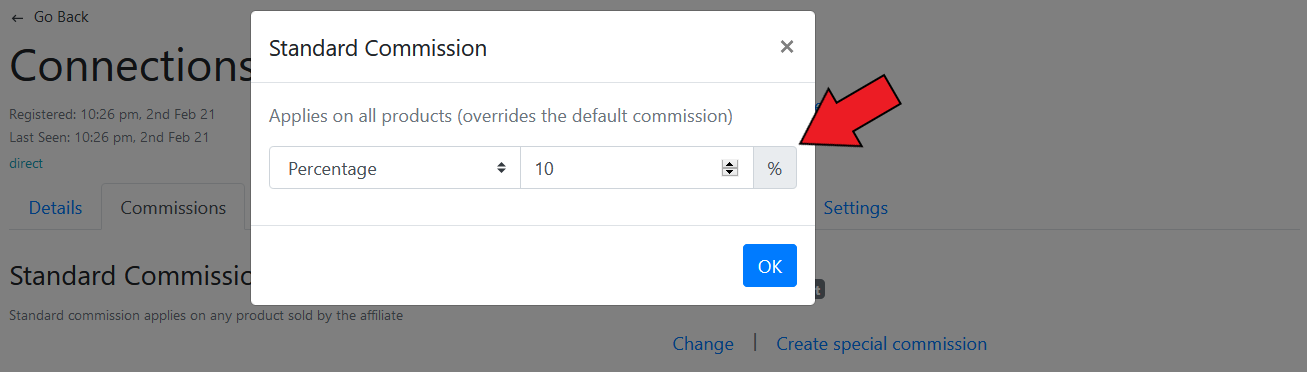 ← Go Back
Connections
Registered: 10:26 pm, 2nd Feb 21
Last Seen: 10:26 pm, 2nd Feb 21
direct
Details
Commissions
Settings
Standard Commission
×
Applies on all products (overrides the default commission)
Percentage
10
%
OK
Standard Commissio
Standard commission applies on any product sold by the affiliate
Change | Create special commission